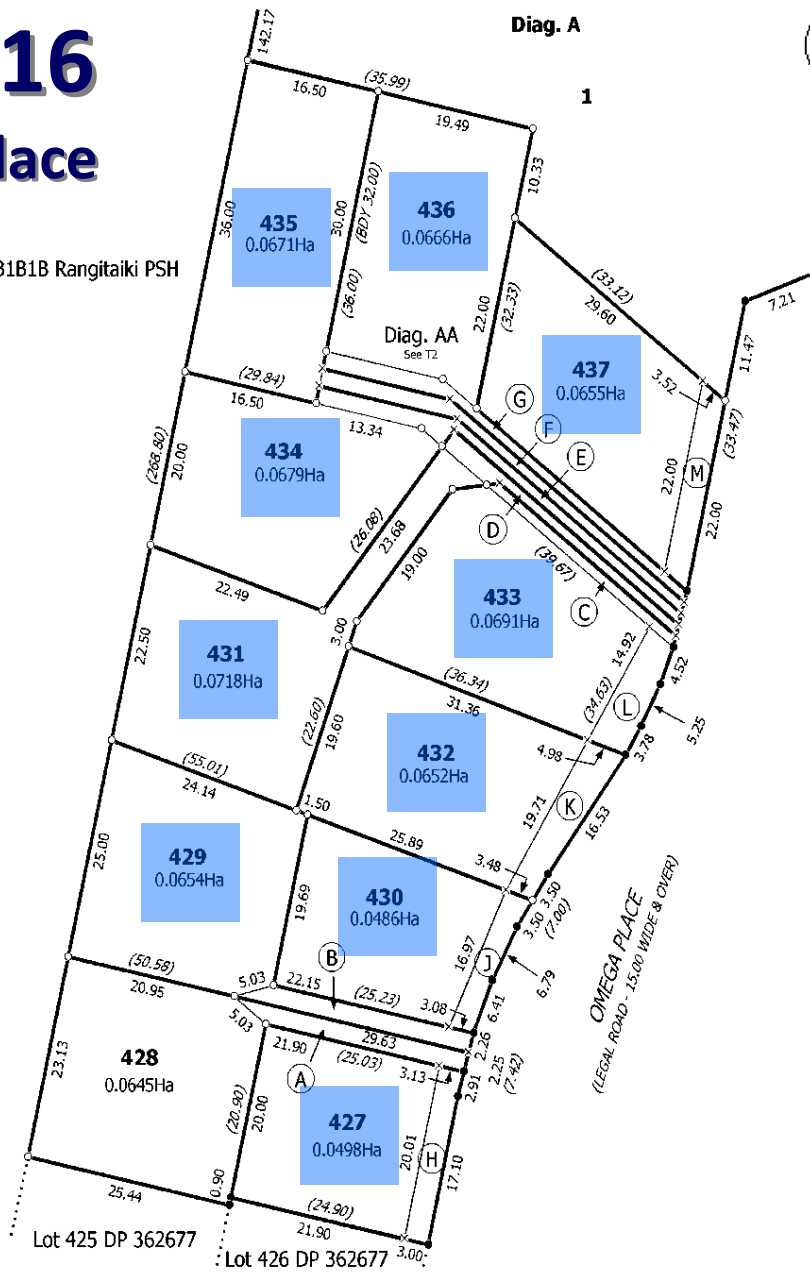 16
lace
Diag. A
1
142.17
16.50
(35.99)
19.49
10.33
36.00
435
0.0671Ha
30.00
(BDY 32.00)
(36.00)
436
0.0666Ha
B1B1B Rangitaiki PSH
22.00
(32.33)
(33.12)
29.60
7.21
11.47
Diag. AA
See T2
437
0.0655Ha
3.52
(33.47)
(29.84)
16.50
13.34
G
F
E
M
22.00
22.00
(268.80)
20.00
434
0.0679Ha
(26.08)
23.68
19.00
D
(39.67)
C
22.49
433
0.0691Ha
3.00
14.92
4.52
22.50
431
0.0718Ha
(22.60)
19.60
(36.34)
31.36
(34.63)
L
5.25
3.78
4.98
432
0.0652Ha
(55.01)
24.14
1.50
19.71
K
16.53
25.00
429
0.0654Ha
25.89
3.48
3.50
3.50
(7.00)
19.69
430
0.0486Ha
16.97
J
6.79
OMEGA PLACE
(LEGAL ROAD - 15.00 WIDE & OVER)
(50.58)
20.95
5.03
22.15
B
(25.23)
3.08
6.41
5.03
29.63
2.26
2.25
(7.42)
21.90
(25.03)
3.13
2.91
A
23.13
428
0.0645Ha
(20.90)
20.00
427
0.0498Ha
20.01
H
17.10
25.44
0.90
(24.90)
21.90
3.00
Lot 425 DP 362677
Lot 426 DP 362677